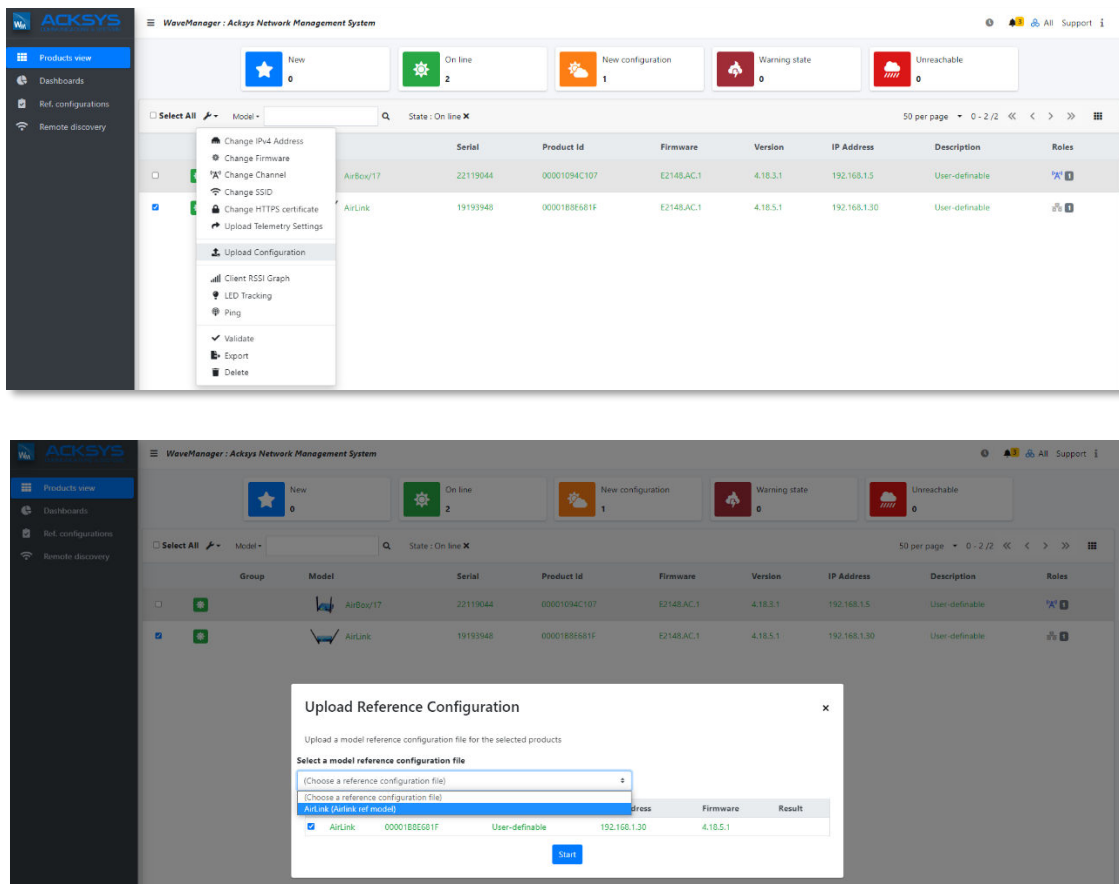 WM ACKSYS
WaveManager : Acksys Network Management System
3 All Support i
Products view
Dashboards
Ref. configurations
Remote discovery
New
0
On line
2
New configuration
1
Warning state
0
Unreachable
0
Select All Model State : On line × 50 per page 0 - 2 /2
Serial Product Id Firmware Version IP Address Description Roles
AirBox/17 22119044 00001094C107 E2148.AC.1 4.18.3.1 192.168.1.5 User-definable 1
AirLink 19193948 00001B8E681F E2148.AC.1 4.18.5.1 192.168.1.30 User-definable 1
Change IPv4 Address
Change Firmware
Change Channel
Change SSID
Change HTTPS certificate
Upload Telemetry Settings
Upload Configuration
Client RSSI Graph
LED Tracking
Ping
Validate
Export
Delete
WM ACKSYS
WaveManager : Acksys Network Management System
3 All Support i
Products view
Dashboards
Ref. configurations
Remote discovery
New
0
On line
2
New configuration
1
Warning state
0
Unreachable
0
Select All Model State : On line × 50 per page 0 - 2 /2
Group Model Serial Product Id Firmware Version IP Address Description Roles
AirBox/17 22119044 00001094C107 E2148.AC.1 4.18.3.1 192.168.1.5 User-definable 1
AirLink 19193948 00001B8E681F E2148.AC.1 4.18.5.1 192.168.1.30 User-definable 1
Upload Reference Configuration ×
Upload a model reference configuration file for the selected products
Select a model reference configuration file
(Choose a reference configuration file)
(Choose a reference configuration file)
AirLink (Airlink ref model)
dress Firmware Result
AirLink 00001B8E681F User-definable 192.168.1.30 4.18.5.1
Start